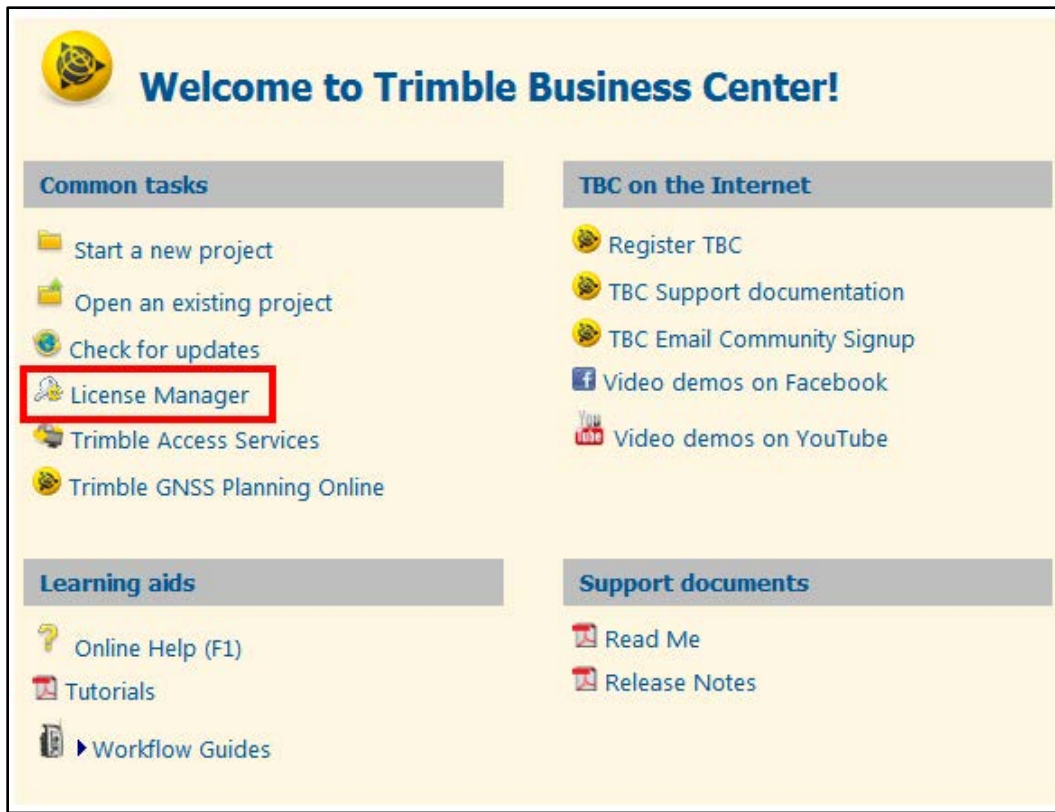 Welcome to Trimble Business Center!
Common tasks
Start a new project
Open an existing project
Check for updates
License Manager
Trimble Access Services
Trimble GNSS Planning Online
TBC on the Internet
Register TBC
TBC Support documentation
TBC Email Community Signup
f Video demos on Facebook
You Tube Video demos on YouTube
Learning aids
? Online Help (F1)
Tutorials
Workflow Guides
Support documents
Read Me
Release Notes